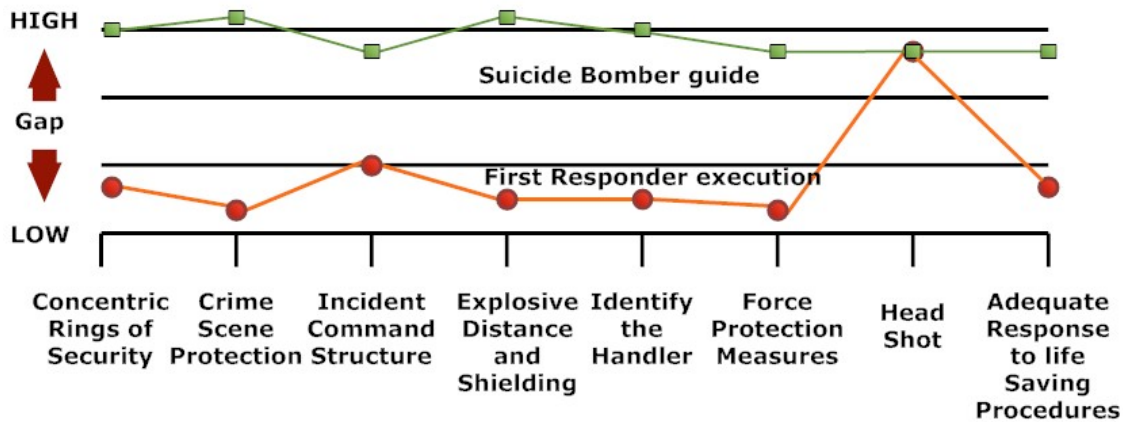 HIGH
Suicide Bomber guide
Gap
First Responder execution
LOW
Concentric
Rings of
Security
Crime
Scene
Protection
Incident
Command
Structure
Explosive
Distance
and
Shielding
Identify
the
Handler
Force
Protection
Measures
Head
Shot
Adequate
Response
to life
Saving
Procedures